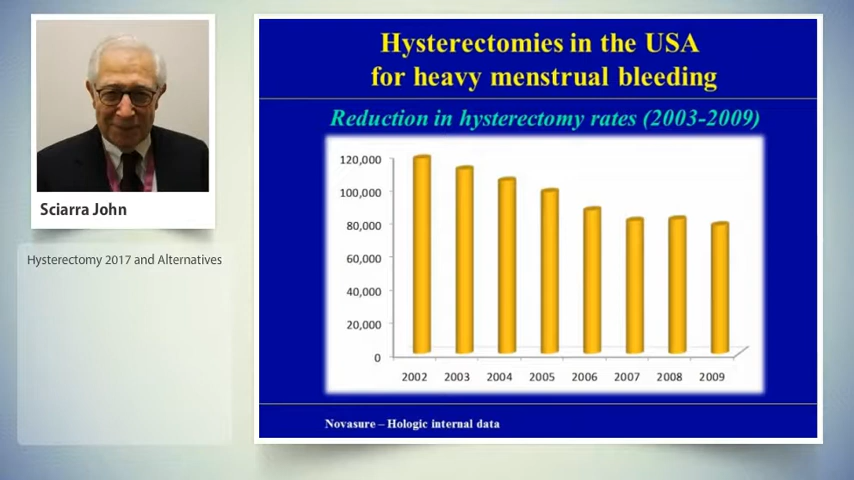 Hysterectomies in the USA
for heavy menstrual bleeding
Reduction in hysterectomy rates (2003-2009)
Sciarra John
Hysterectomy 2017 and Alternatives
120,000
100,000
80,000
60,000
40,000
20,000
0
2002 2003 2004 2005 2006 2007 2008 2009
Novasure – Hologic internal data